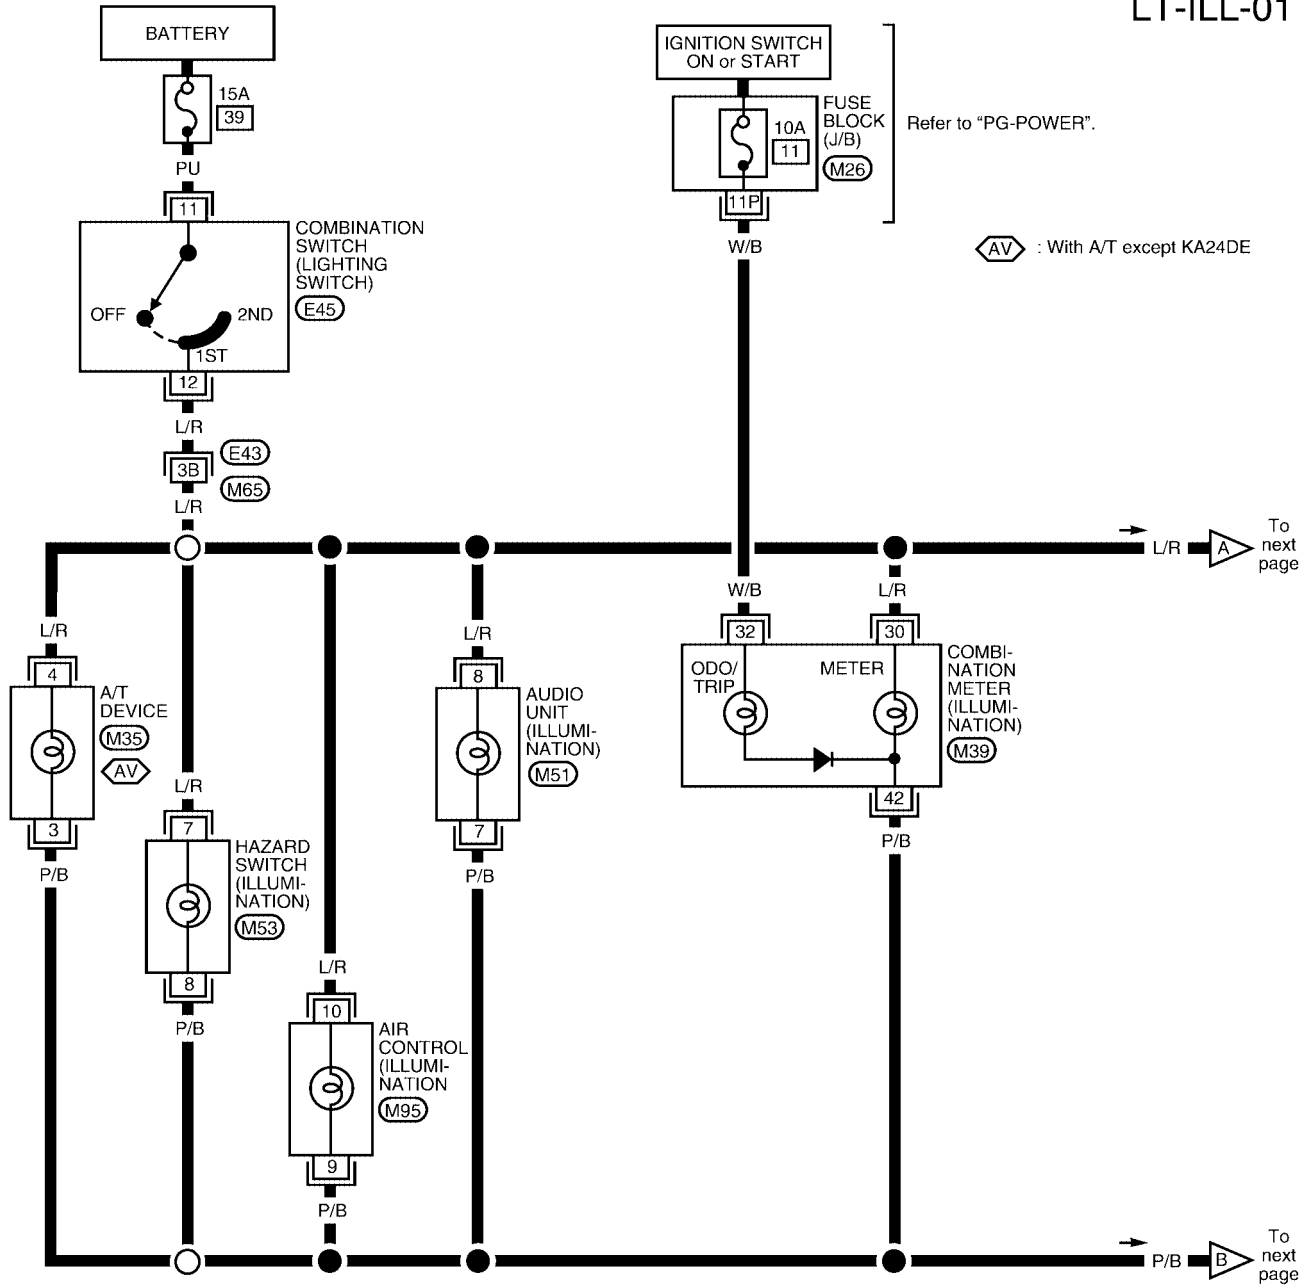 LT-ILL-01
BATTERY
15A
39
PU
11
COMBINATION
SWITCH
(LIGHTING
SWITCH)
E45
OFF
2ND
1ST
12
L/R
E43
3B
M65
L/R
IGNITION SWITCH
ON or START
FUSE
BLOCK
(J/B)
M26
10A
11
11P
W/B
Refer to “PG-POWER”.
AV : With A/T except KA24DE
L/R
A
To
next
page
L/R
4
A/T
DEVICE
M35
AV
3
P/B
L/R
7
HAZARD
SWITCH
(ILLUMI-
NATION)
M53
8
P/B
L/R
10
AIR
CONTROL
(ILLUMI-
NATION
M95
9
P/B
L/R
8
AUDIO
UNIT
(ILLUMI-
NATION)
M51
7
P/B
W/B
32
L/R
30
ODO/
TRIP
METER
COMBI-
NATION
METER
(ILLUMI-
NATION)
M39
42
P/B
P/B
B
To
next
page